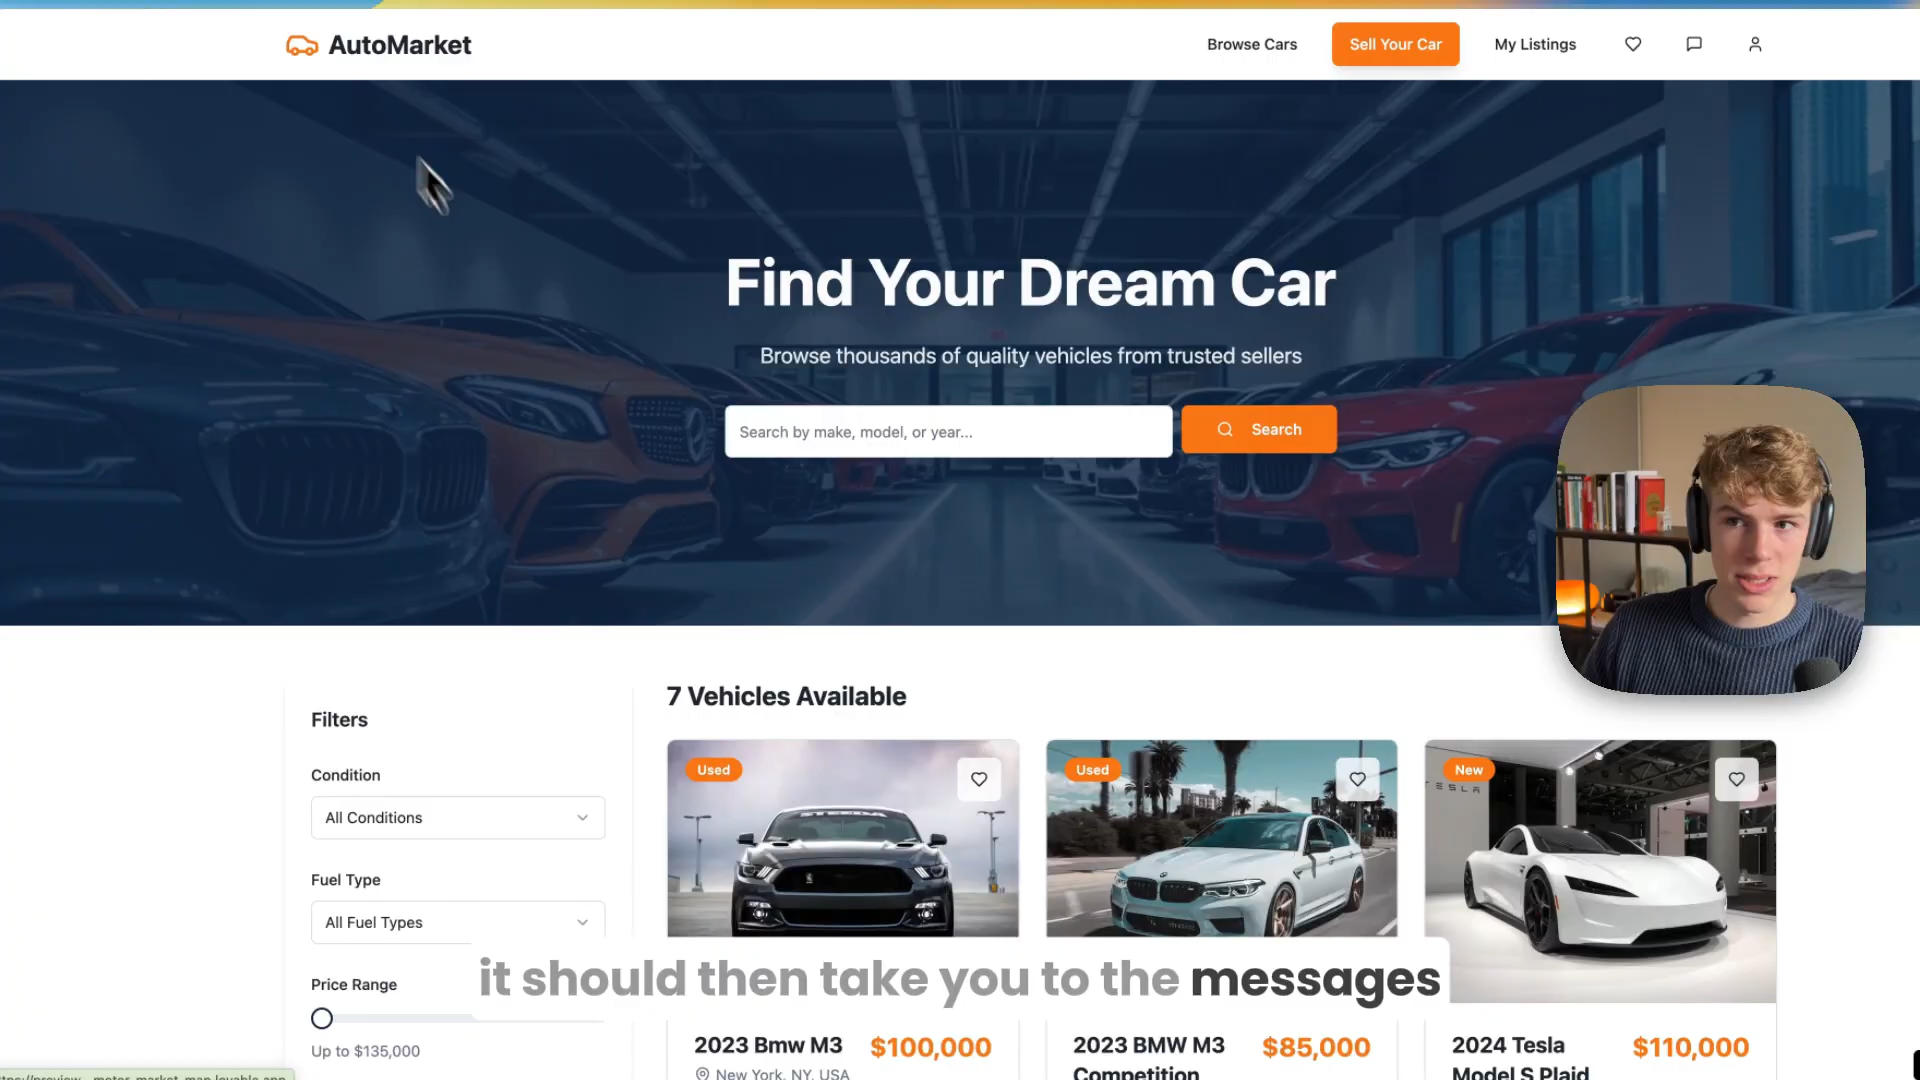 AutoMarket
Browse Cars
Sell Your Car
My Listings
Find Your Dream Car
Browse thousands of quality vehicles from trusted sellers
Search by make, model, or year...
Search
7 Vehicles Available
Filters
Condition
All Conditions
Fuel Type
All Fuel Types
Price Range
Up to $135,000
Used
STEEDA
Used
New
TESLA
it should then take you to the messages
2023 Bmw M3
$100,000
New York, NY, USA
2023 BMW M3
Competition
$85,000
2024 Tesla
Model S Plaid
$110,000